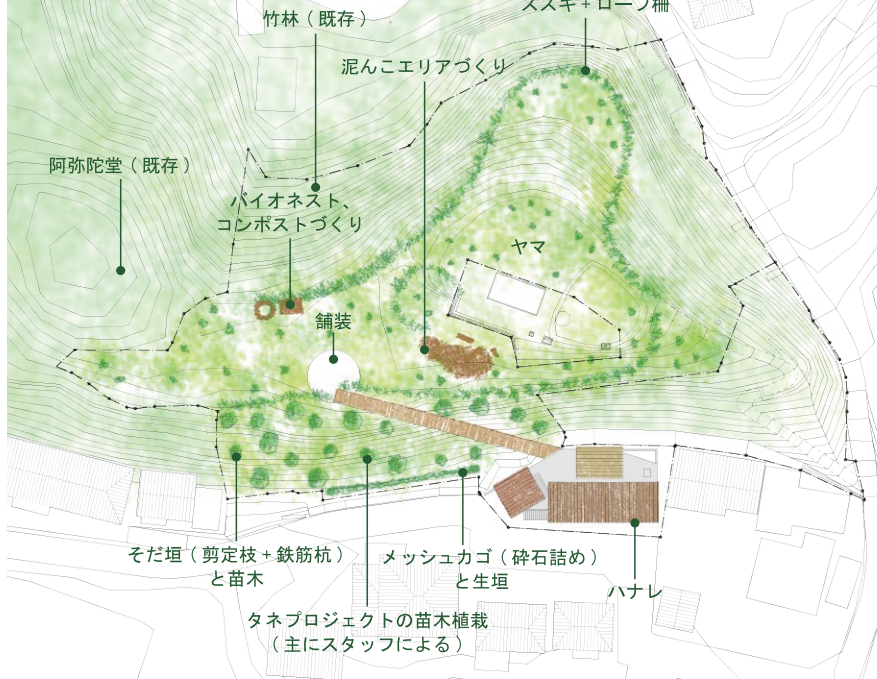 ススキ + ロープ柵
竹林 ( 既存 )
泥んこエリアづくり
阿弥陀堂 ( 既存 )
バイオネスト、
コンポストづくり
ヤマ
舗装
そだ垣 ( 剪定枝 + 鉄筋杭 )
と苗木
メッシュカゴ ( 砕石詰め )
と生垣
ハナレ
タネプロジェクトの苗木植栽
( 主にスタッフによる )